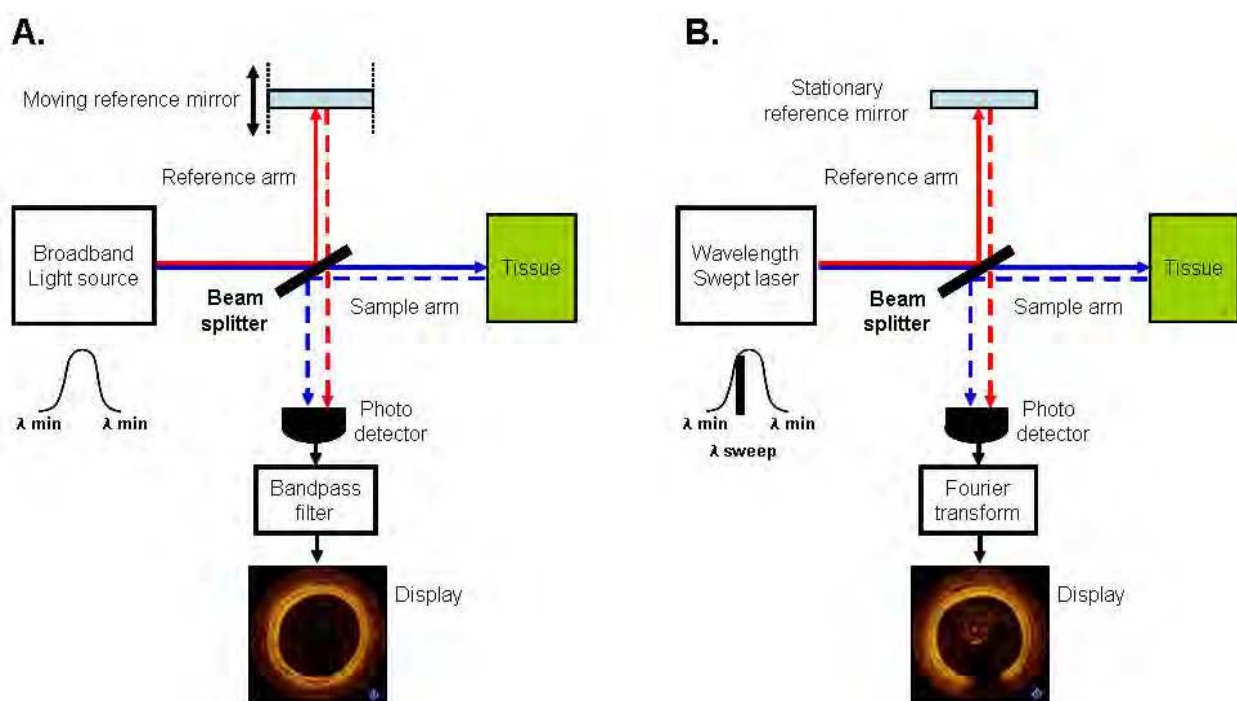 A.
Moving reference mirror
Reference arm
Broadband
Light source
Tissue
Beam
splitter
Sample arm
λ min
λ min
Photo
detector
Bandpass
filter
Display
B.
Stationary
reference mirror
Reference arm
Wavelength
Swept laser
Tissue
Beam
splitter
Sample arm
λ min
λ min
λ sweep
Photo
detector
Fourier
transform
Display